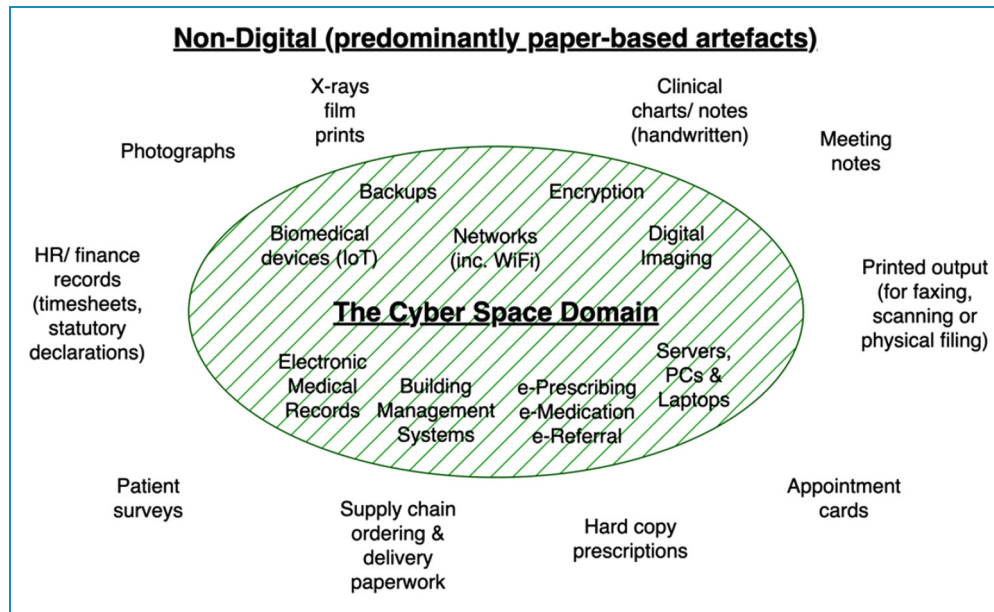 Non-Digital (predominantly paper-based artefacts)
X-rays
film
prints
Clinical
charts/ notes
(handwritten)
Photographs
Meeting
notes
Backups
Encryption
Biomedical
devices (IoT)
Networks
(inc. WiFi)
Digital
Imaging
HR/ finance
records
(timesheets,
statutory
declarations)
Printed output
(for faxing,
scanning or
physical filing)
The Cyber Space Domain
Electronic
Medical
Records
Building
Management
Systems
e-Prescribing
e-Medication
e-Referral
Servers,
PCs &
Laptops
Patient
surveys
Supply chain
ordering &
delivery
paperwork
Hard copy
prescriptions
Appointment
cards